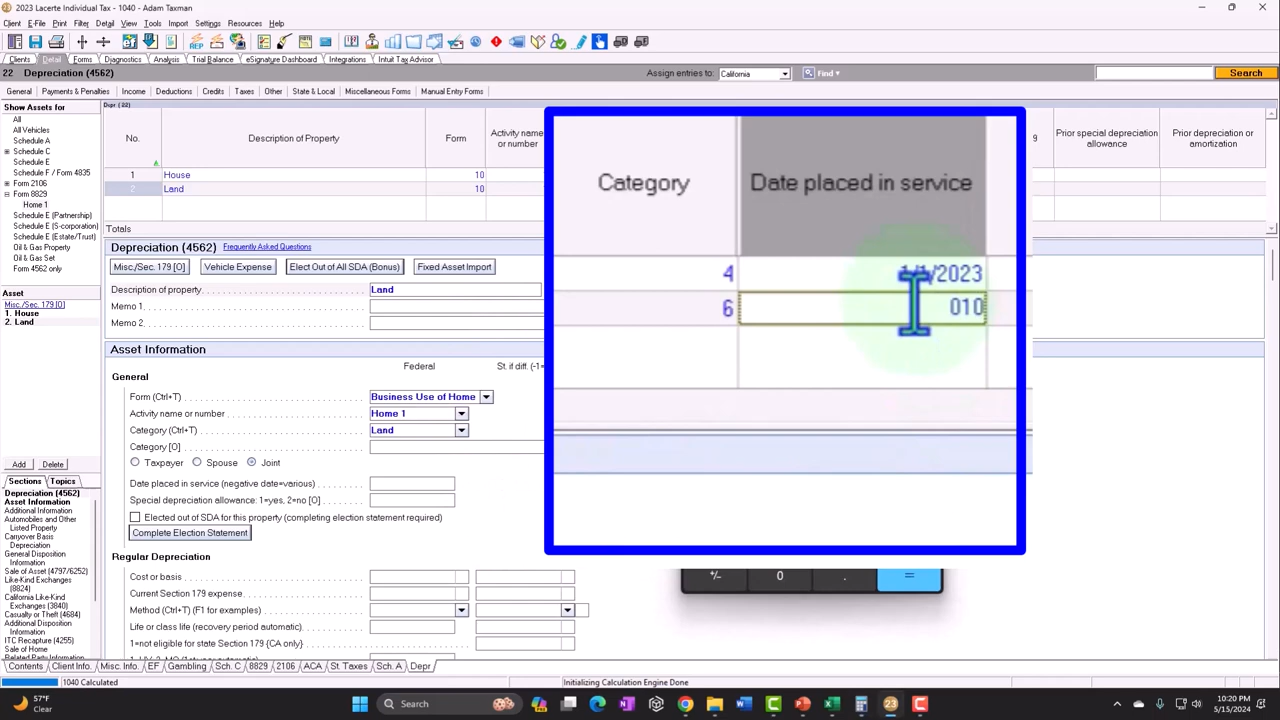 2023 Lacerte Individual Tax - 1040 - Adam Taxman
Client E-File Print Filter Detail View Tools Import Settings Resources Help
Clients Detail Forms Diagnostics Analysis Trial Balance eSignature Dashboard Integrations Intuit Tax Advisor
22 Depreciation (4562) Assign entries to: California Find Search
General Payments & Penalties Income Deductions Credits Taxes Other State & Local Miscellaneous Forms Manual Entry Forms
Show Assets for
All
All Vehicles
Schedule A
Schedule C
Schedule E
Schedule F / Form 4835
Form 2106
Form 8829
Home 1
Schedule E (Partnership)
Schedule E (S-corporation)
Schedule E (Estate/Trust)
Oil & Gas Property
Oil & Gas Set
Form 4562 only
Asset
Misc./Sec. 179 [O]
1. House
2. Land
Add Delete
Sections Topics
Depreciation (4562)
Asset Information
Additional Information
Automobiles and Other
Listed Property
Carryover Basis
Depreciation
General Disposition
Information
Sale of Asset (4797/6252)
Like-Kind Exchanges
(8824)
California Like-Kind
Exchanges (3840)
Casualty or Theft (4684)
Additional Disposition
Information
ITC Recapture (4255)
Sale of Home
Related Party Information
Depr (22)
No. Description of Property Form Activity name or number Prior special depreciation allowance Prior depreciation or amortization
1 House 10
2 Land 10
Totals
Category Date placed in service
4 1/1/2023
6 010
Depreciation (4562) Frequently Asked Questions
Misc./Sec. 179 [O] Vehicle Expense Elect Out of All SDA (Bonus) Fixed Asset Import
Description of property Land
Memo 1
Memo 2
Asset Information
Federal St. if diff. (-1=
General
Form (Ctrl+T) Business Use of Home
Activity name or number Home 1
Category (Ctrl+T) Land
Category [O]
Taxpayer Spouse Joint
Date placed in service (negative date=various)
Special depreciation allowance: 1=yes, 2=no [O]
Elected out of SDA for this property (completing election statement required)
Complete Election Statement
Regular Depreciation
Cost or basis
Current Section 179 expense
Method (Ctrl+T) (F1 for examples)
Life or class life (recovery period automatic)
1=not eligible for state Section 179 {CA only}
+/- 0 . =
Contents Client Info. Misc. Info. EF Gambling Sch. C 8829 2106 ACA St. Taxes Sch. A Depr
1040 Calculated Initializing Calculation Engine Done
57°F
Clear
Search
23
10:20 PM
5/15/2024